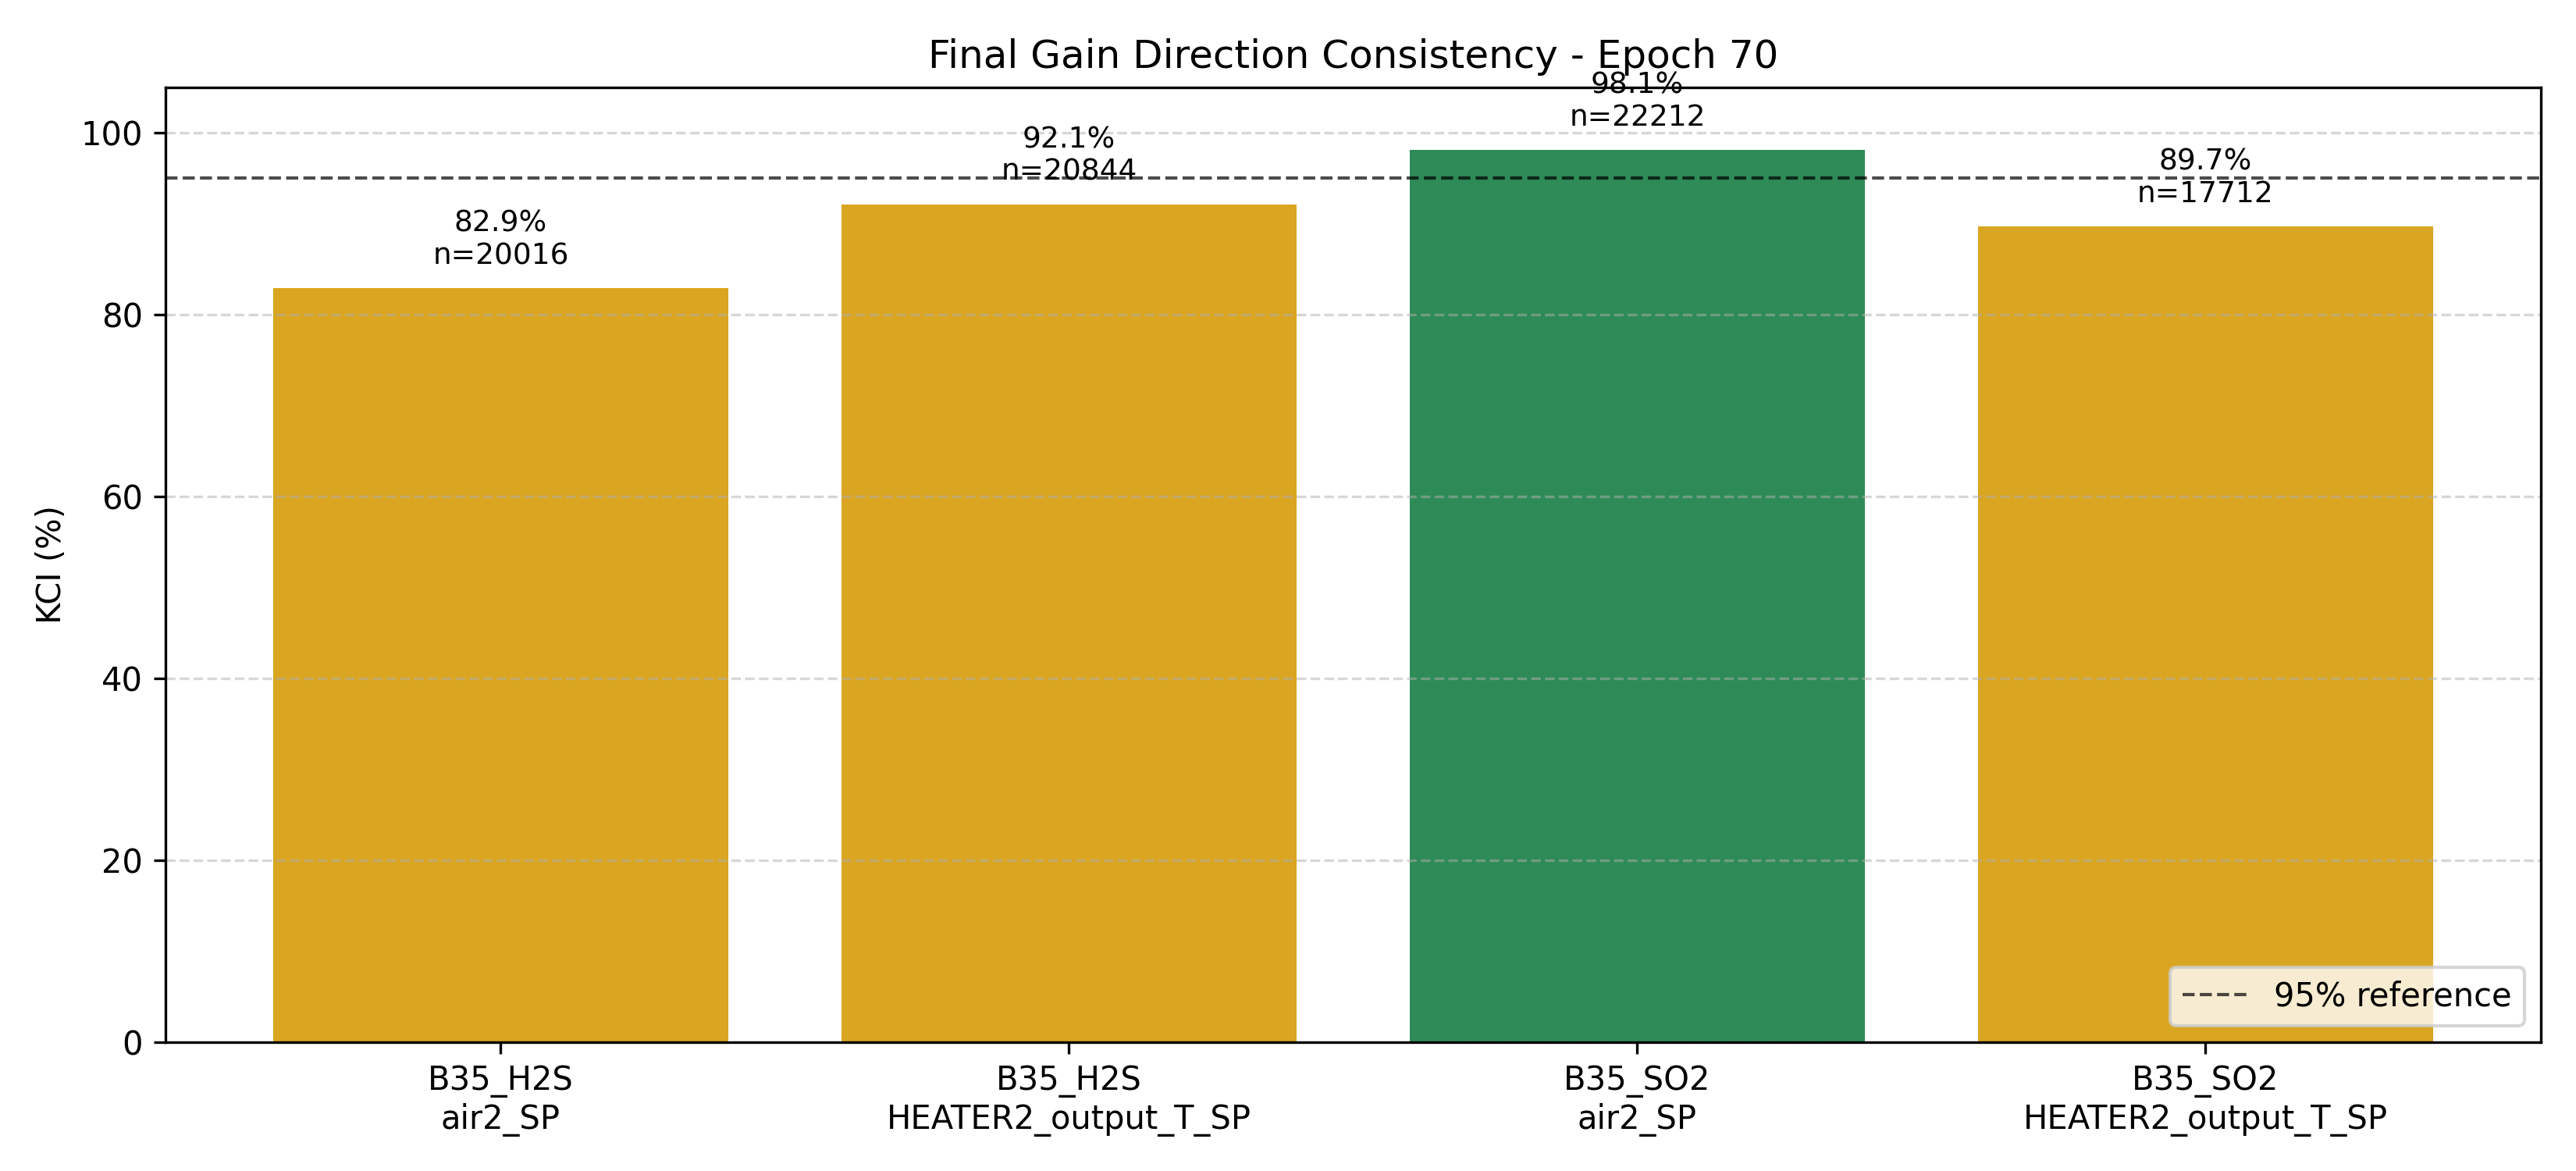 Final Gain Direction Consistency - Epoch 70
98.1%
n=22212
92.1%
n=20844
89.7%
n=17712
82.9%
n=20016
KCI (%)
100
80
60
40
20
0
95% reference
B35_H2S
air2_SP
B35_H2S
HEATER2_output_T_SP
B35_SO2
air2_SP
B35_SO2
HEATER2_output_T_SP